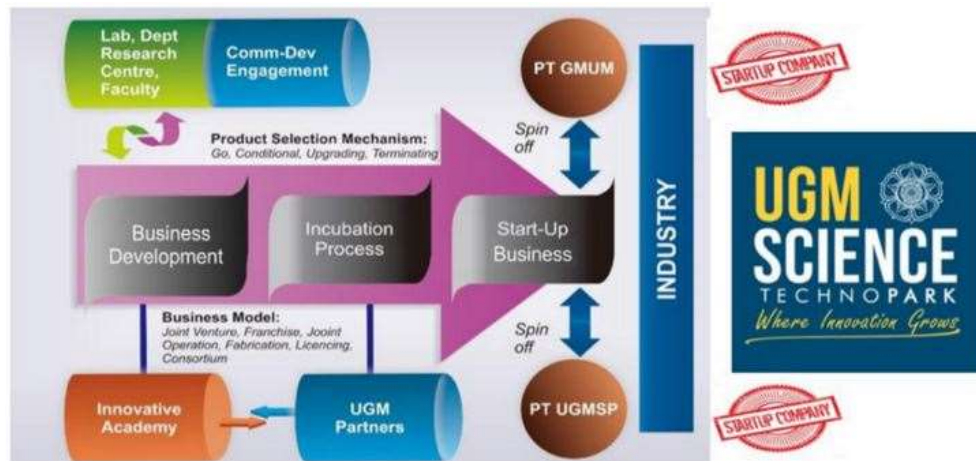 Lab, Dept
Research
Centre,
Faculty
Comm-Dev
Engagement
PT GMUM
STARTUP COMPANY
Product Selection Mechanism:
Go, Conditional, Upgrading, Terminating
Spin
off
Business
Development
Incubation
Process
Start-Up
Business
INDUSTRY
UGM
SCIENCE
TECHNOPARK
Where Innovation Grows
Business Model:
Joint Venture, Franchise, Jooint
Operation, Fabrication, Licencing,
Consortium
Spin
off
Innovative
Academy
UGM
Partners
PT UGMSP
STARTUP COMPANY